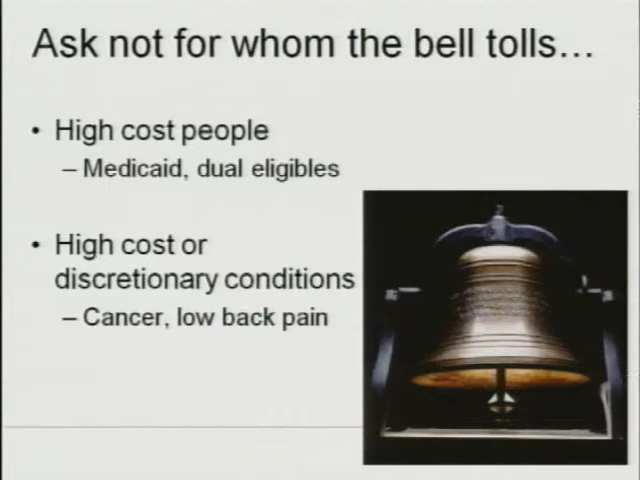 Ask not for whom the bell tolls…
• High cost people
– Medicaid, dual eligibles
• High cost or
discretionary conditions
– Cancer, low back pain